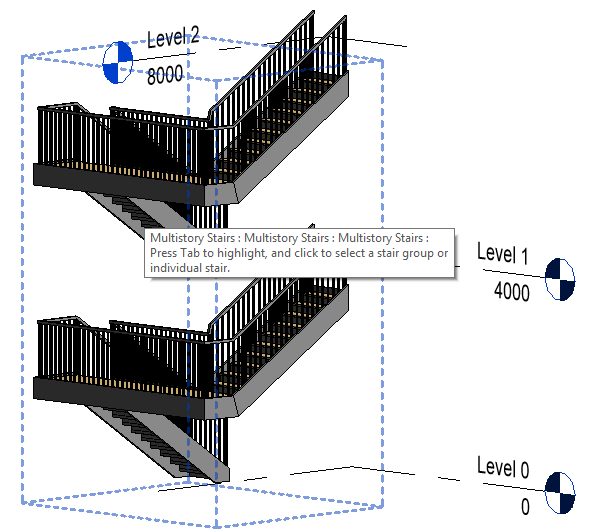 Level 2
8000
Multistory Stairs : Multistory Stairs : Multistory Stairs :
Press Tab to highlight, and click to select a stair group or
individual stair.
Level 1
4000
Level 0
0